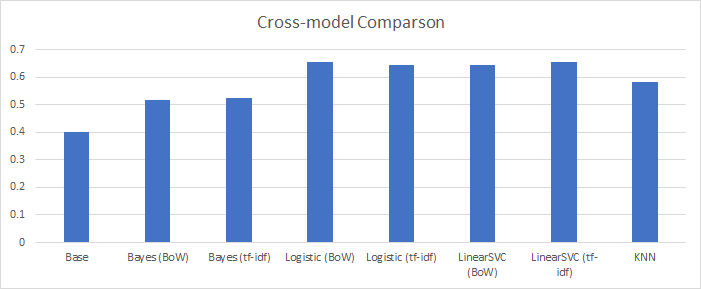 Cross-model Comparson
0.7
0.6
0.5
0.4
0.3
0.2
0.1
0
Base
Bayes (BoW)
Bayes (tf-idf)
Logistic (BoW)
Logistic (tf-idf)
LinearSVC
(BoW)
LinearSVC (tf-
idf)
KNN